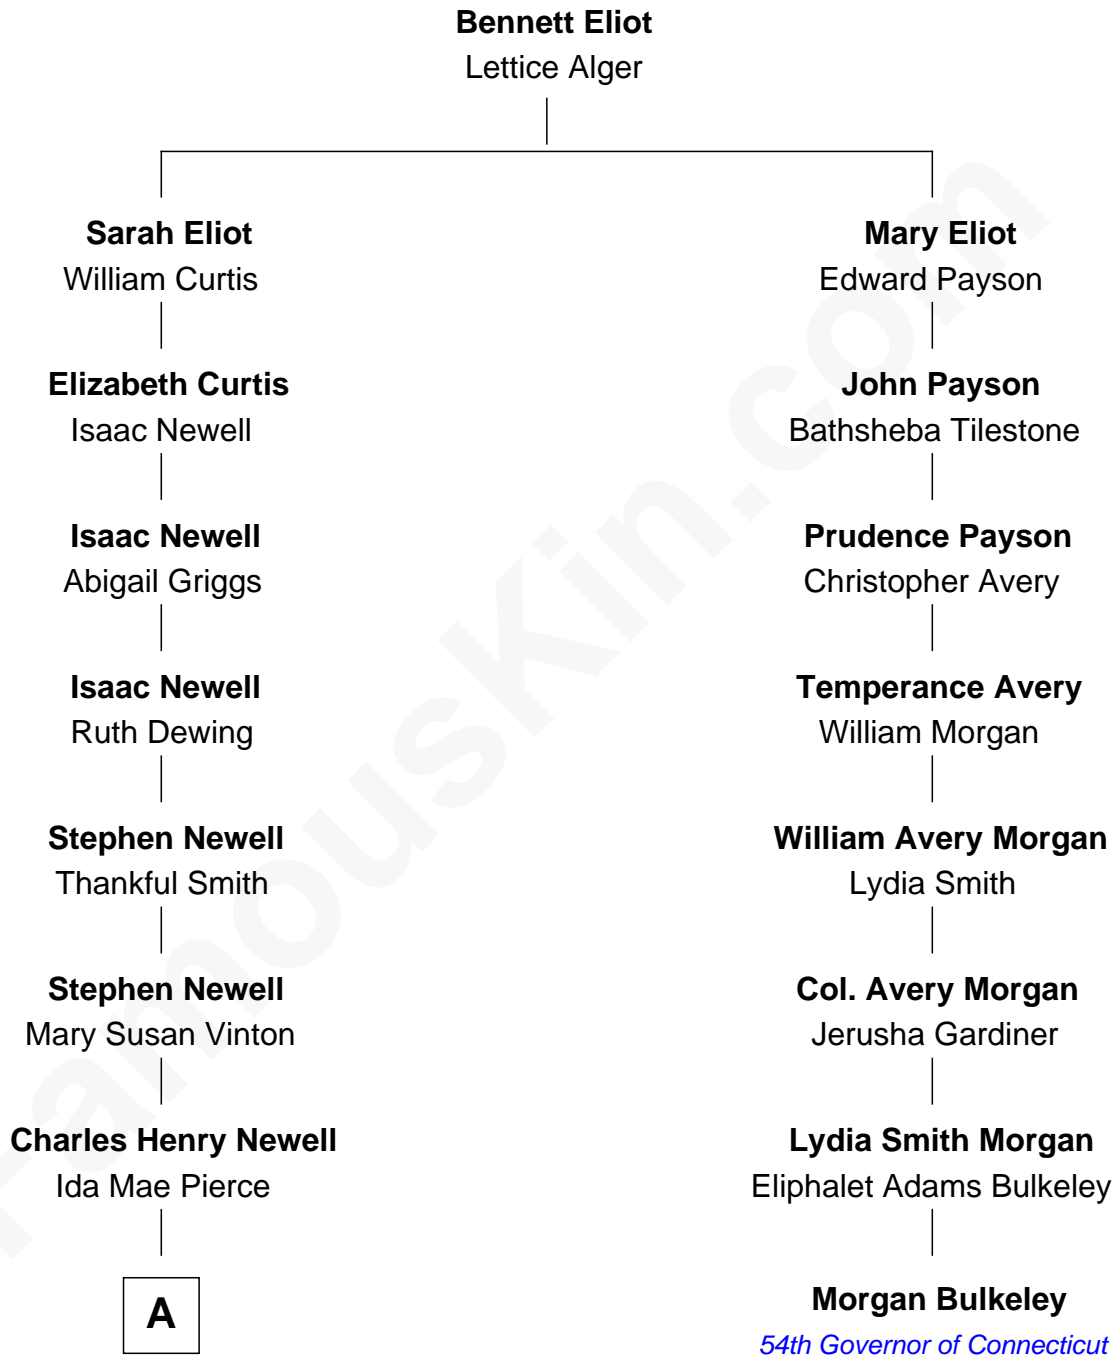 Bennett Eliot
Lettice Alger
Sarah Eliot
William Curtis
Mary Eliot
Edward Payson
Elizabeth Curtis
Isaac Newell
John Payson
Bathsheba Tilestone
Isaac Newell
Abigail Griggs
Prudence Payson
Christopher Avery
Isaac Newell
Ruth Dewing
Temperance Avery
William Morgan
Stephen Newell
Thankful Smith
William Avery Morgan
Lydia Smith
Stephen Newell
Mary Susan Vinton
Col. Avery Morgan
Jerusha Gardiner
Charles Henry Newell
Ida Mae Pierce
Lydia Smith Morgan
Eliphalet Adams Bulkeley
A
Morgan Bulkeley
54th Governor of Connecticut
FamousKin.com